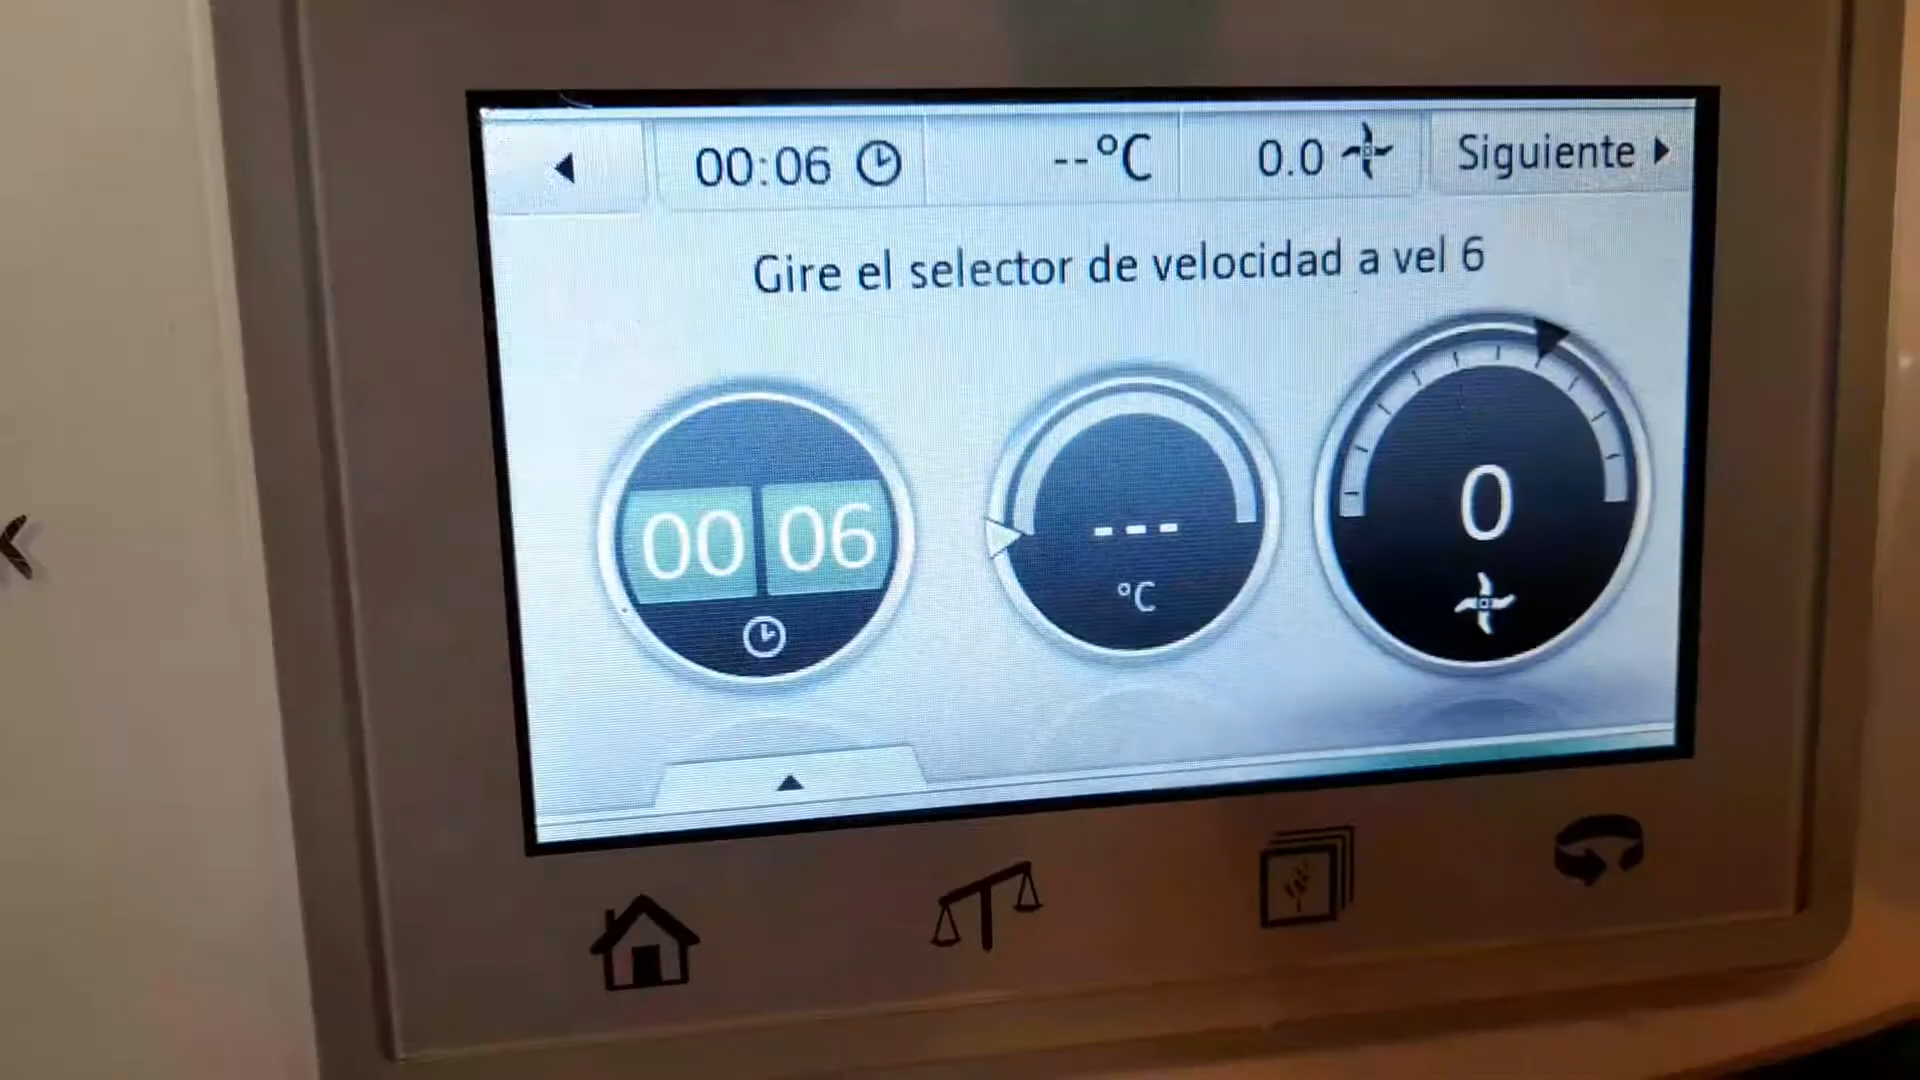 00:06 --°C 0.0 Siguiente
Gire el selector de velocidad a vel 6
00 06
---
°C
0